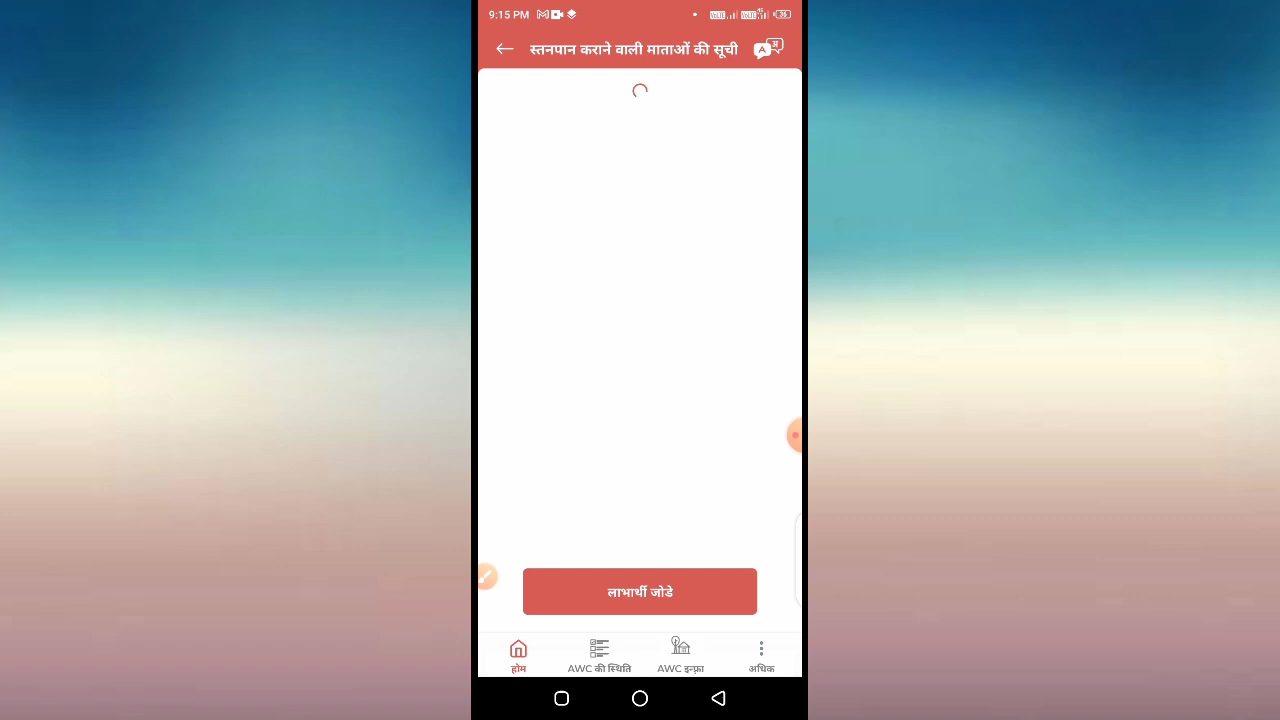 9:15 PM
स्तनपान कराने वाली माताओं की सूची
लाभार्थी जोडे
होम
AWC की स्थिति
AWC इन्फ्रा
अधिक